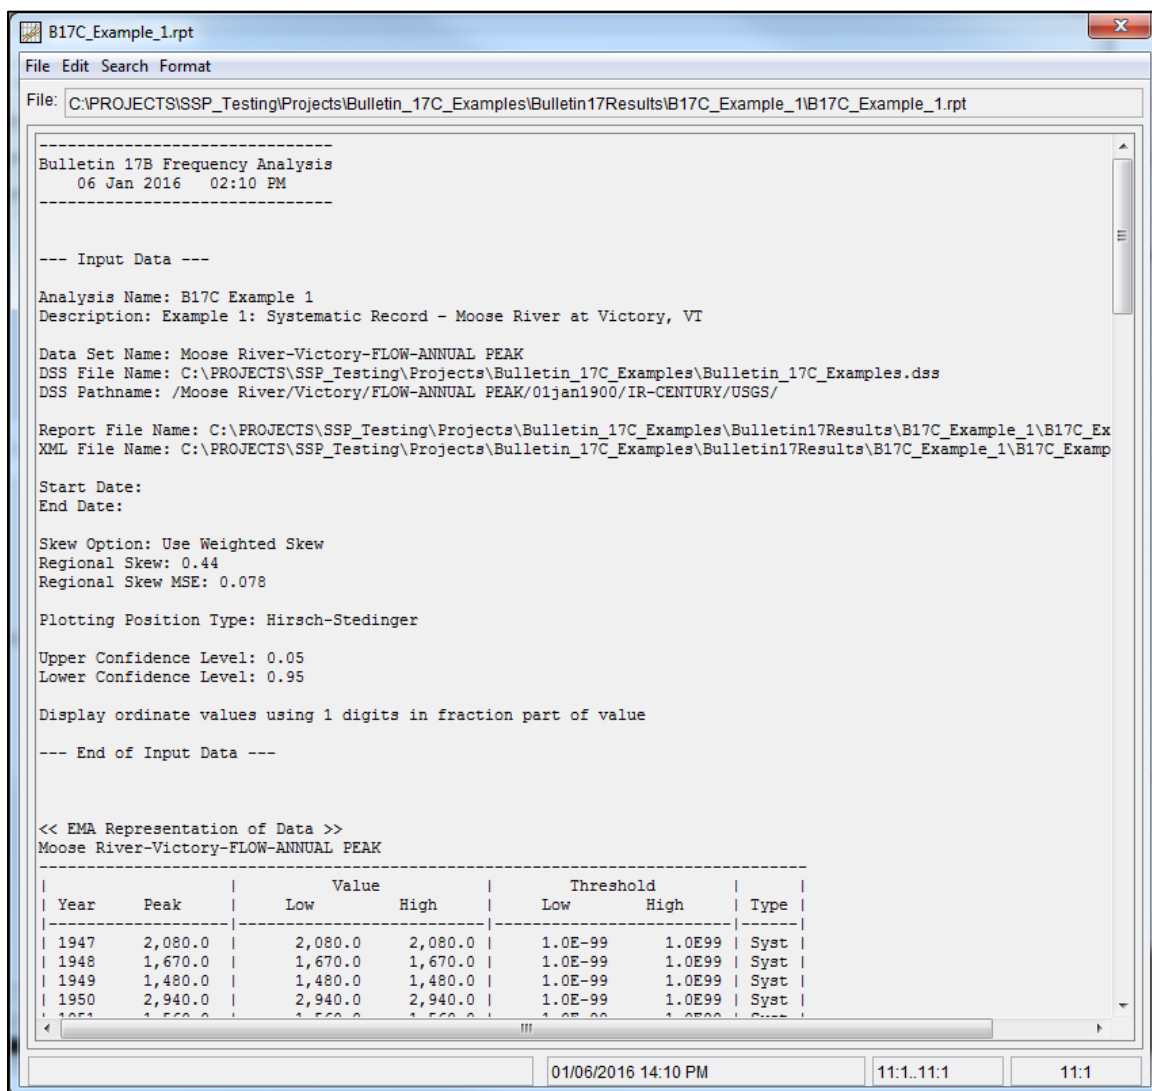 B17C_Example_1.rpt
File Edit Search Format
File: C:\PROJECTS\SSP_Testing\Projects\Bulletin_17C_Examples\Bulletin17Results\B17C_Example_1\B17C_Example_1.rpt
-------------------------------
Bulletin 17B Frequency Analysis
06 Jan 2016 02:10 PM
-------------------------------
--- Input Data ---
Analysis Name: B17C Example 1
Description: Example 1: Systematic Record - Moose River at Victory, VT
Data Set Name: Moose River-Victory-FLOW-ANNUAL PEAK
DSS File Name: C:\PROJECTS\SSP_Testing\Projects\Bulletin_17C_Examples\Bulletin_17C_Examples.dss
DSS Pathname: /Moose River/Victory/FLOW-ANNUAL PEAK/01jan1900/IR-CENTURY/USGS/
Report File Name: C:\PROJECTS\SSP_Testing\Projects\Bulletin_17C_Examples\Bulletin17Results\B17C_Example_1\B17C_Ex
XML File Name: C:\PROJECTS\SSP_Testing\Projects\Bulletin_17C_Examples\Bulletin17Results\B17C_Example_1\B17C_Examp
Start Date:
End Date:
Skew Option: Use Weighted Skew
Regional Skew: 0.44
Regional Skew MSE: 0.078
Plotting Position Type: Hirsch-Stedinger
Upper Confidence Level: 0.05
Lower Confidence Level: 0.95
Display ordinate values using 1 digits in fraction part of value
--- End of Input Data ---
<< EMA Representation of Data >>
Moose River-Victory-FLOW-ANNUAL PEAK
| | Value | Threshold | |
| Year Peak | Low High | Low High | Type |
| 1947 2,080.0 | 2,080.0 2,080.0 | 1.0E-99 1.0E99 | Syst |
| 1948 1,670.0 | 1,670.0 1,670.0 | 1.0E-99 1.0E99 | Syst |
| 1949 1,480.0 | 1,480.0 1,480.0 | 1.0E-99 1.0E99 | Syst |
| 1950 2,940.0 | 2,940.0 2,940.0 | 1.0E-99 1.0E99 | Syst |
01/06/2016 14:10 PM 11:1..11:1 11:1